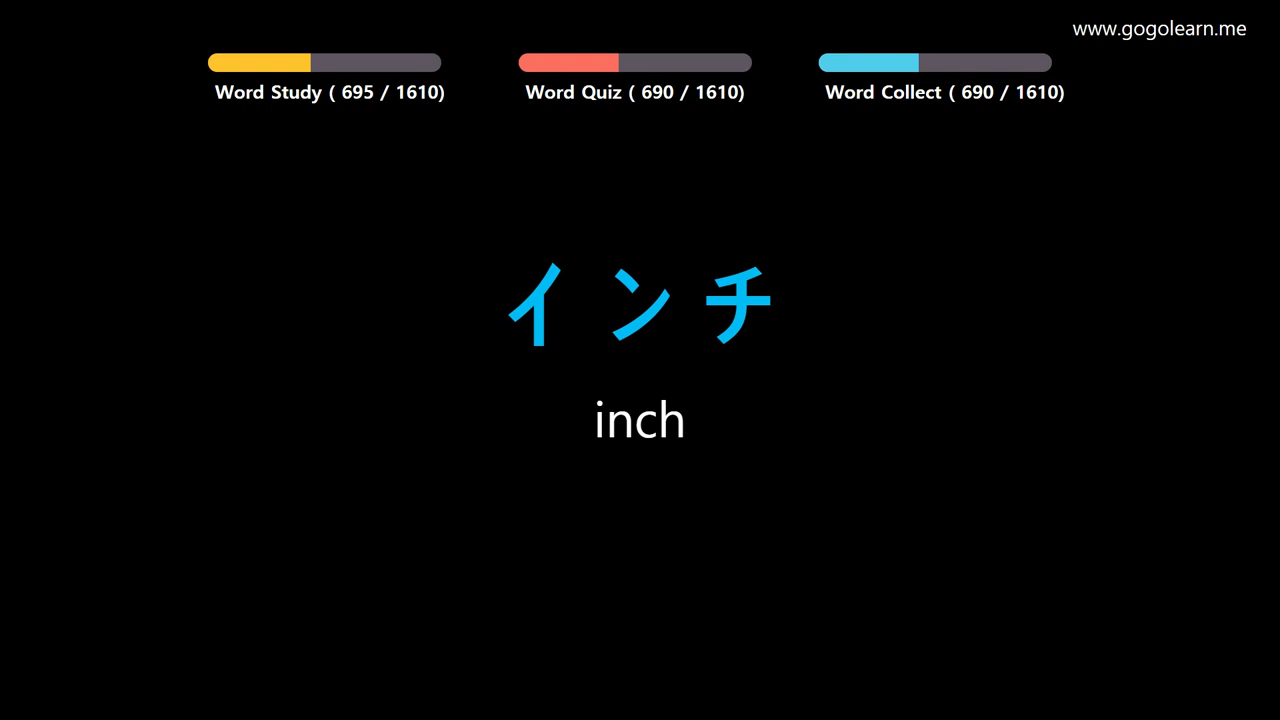 www.gogolearn.me
Word Study ( 695 / 1610)
Word Quiz ( 690 / 1610)
Word Collect ( 690 / 1610)
インチ
inch